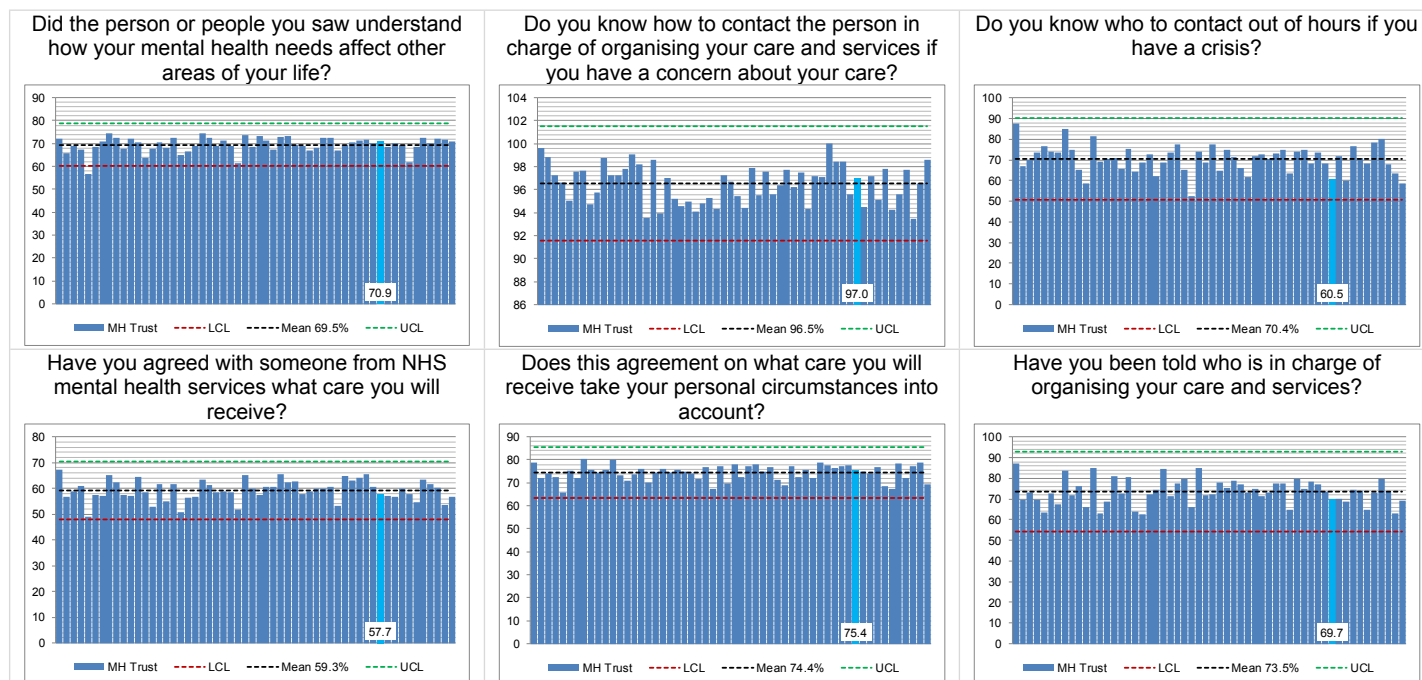 Did the person or people you saw understand
how your mental health needs affect other
areas of your life?
90
80
70
60
50
40
30
20
10
0
70.9
MH Trust
LCL
Mean 69.5%
UCL
Do you know how to contact the person in
charge of organising your care and services if
you have a concern about your care?
104
102
100
98
96
94
92
90
88
86
97.0
MH Trust
LCL
Mean 96.5%
UCL
Do you know who to contact out of hours if you
have a crisis?
100
90
80
70
60
50
40
30
20
10
0
60.5
MH Trust
LCL
Mean 70.4%
UCL
Have you agreed with someone from NHS
mental health services what care you will
receive?
80
70
60
50
40
30
20
10
0
57.7
MH Trust
LCL
Mean 59.3%
UCL
Does this agreement on what care you will
receive take your personal circumstances into
account?
90
80
70
60
50
40
30
20
10
0
75.4
MH Trust
LCL
Mean 74.4%
UCL
Have you been told who is in charge of
organising your care and services?
100
90
80
70
60
50
40
30
20
10
0
69.7
MH Trust
LCL
Mean 73.5%
UCL